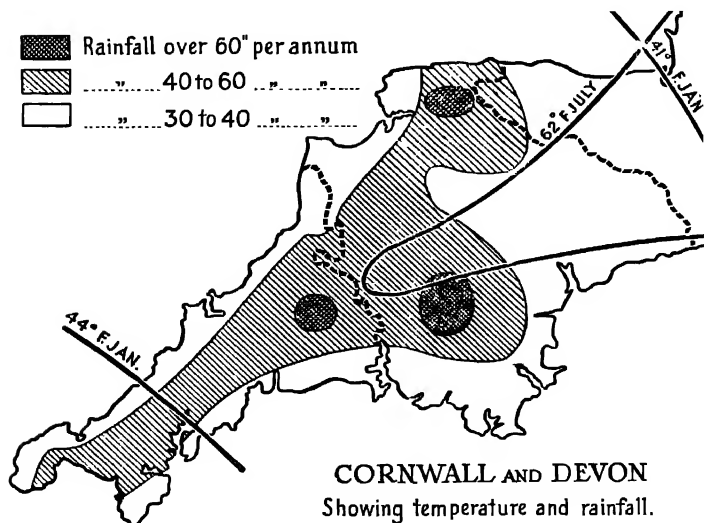 Rainfall over 60" per annum
„ 40 to 60 „ „
„ 30 to 40 „ „
41° F. JAN
62° F. JULY
44° F. JAN.
CORNWALL AND DEVON
Showing temperature and rainfall.